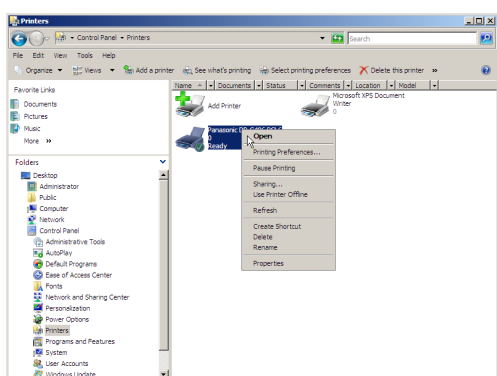 Printers
Control Panel
Printers
Search
File Edit View Tools Help
Organize Views Add a printer See what's printing Select printing preferences Delete this printer »
Favorite Links
Documents
Pictures
Music
More »
Folders
Desktop
Administrator
Public
Computer
Network
Control Panel
Administrative Tools
AutoPlay
Default Programs
Ease of Access Center
Fonts
Network and Sharing Center
Personalization
Power Options
Printers
Programs and Features
System
User Accounts
Windows Update
Name Documents Status Comments Location Model
Add Printer
Microsoft XPS Document
Writer
0
Panasonic
0
Ready
Open
Printing Preferences...
Pause Printing
Sharing...
Use Printer Offline
Refresh
Create Shortcut
Delete
Rename
Properties